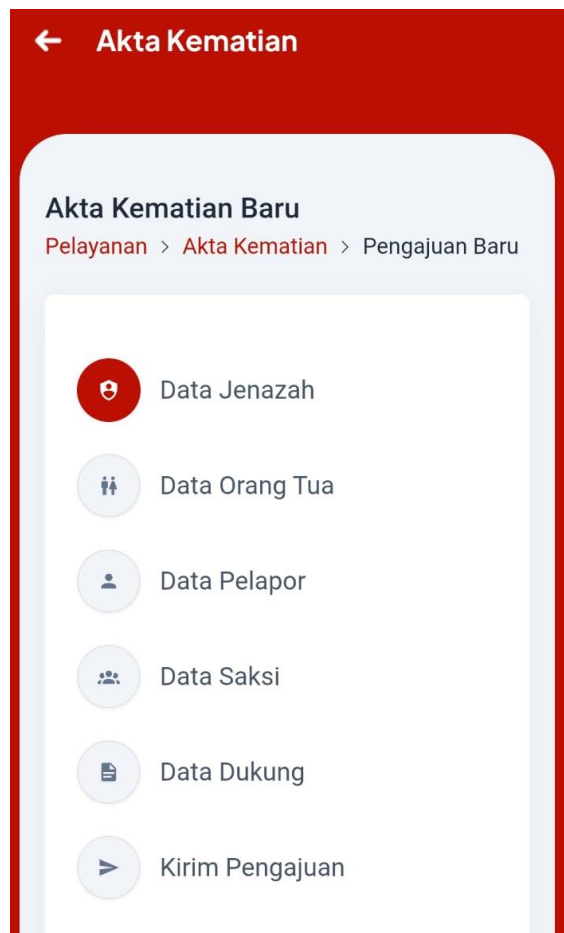 Akta Kematian
Akta Kematian Baru
Pelayanan > Akta Kematian > Pengajuan Baru
Data Jenazah
Data Orang Tua
Data Pelapor
Data Saksi
Data Dukung
Kirim Pengajuan